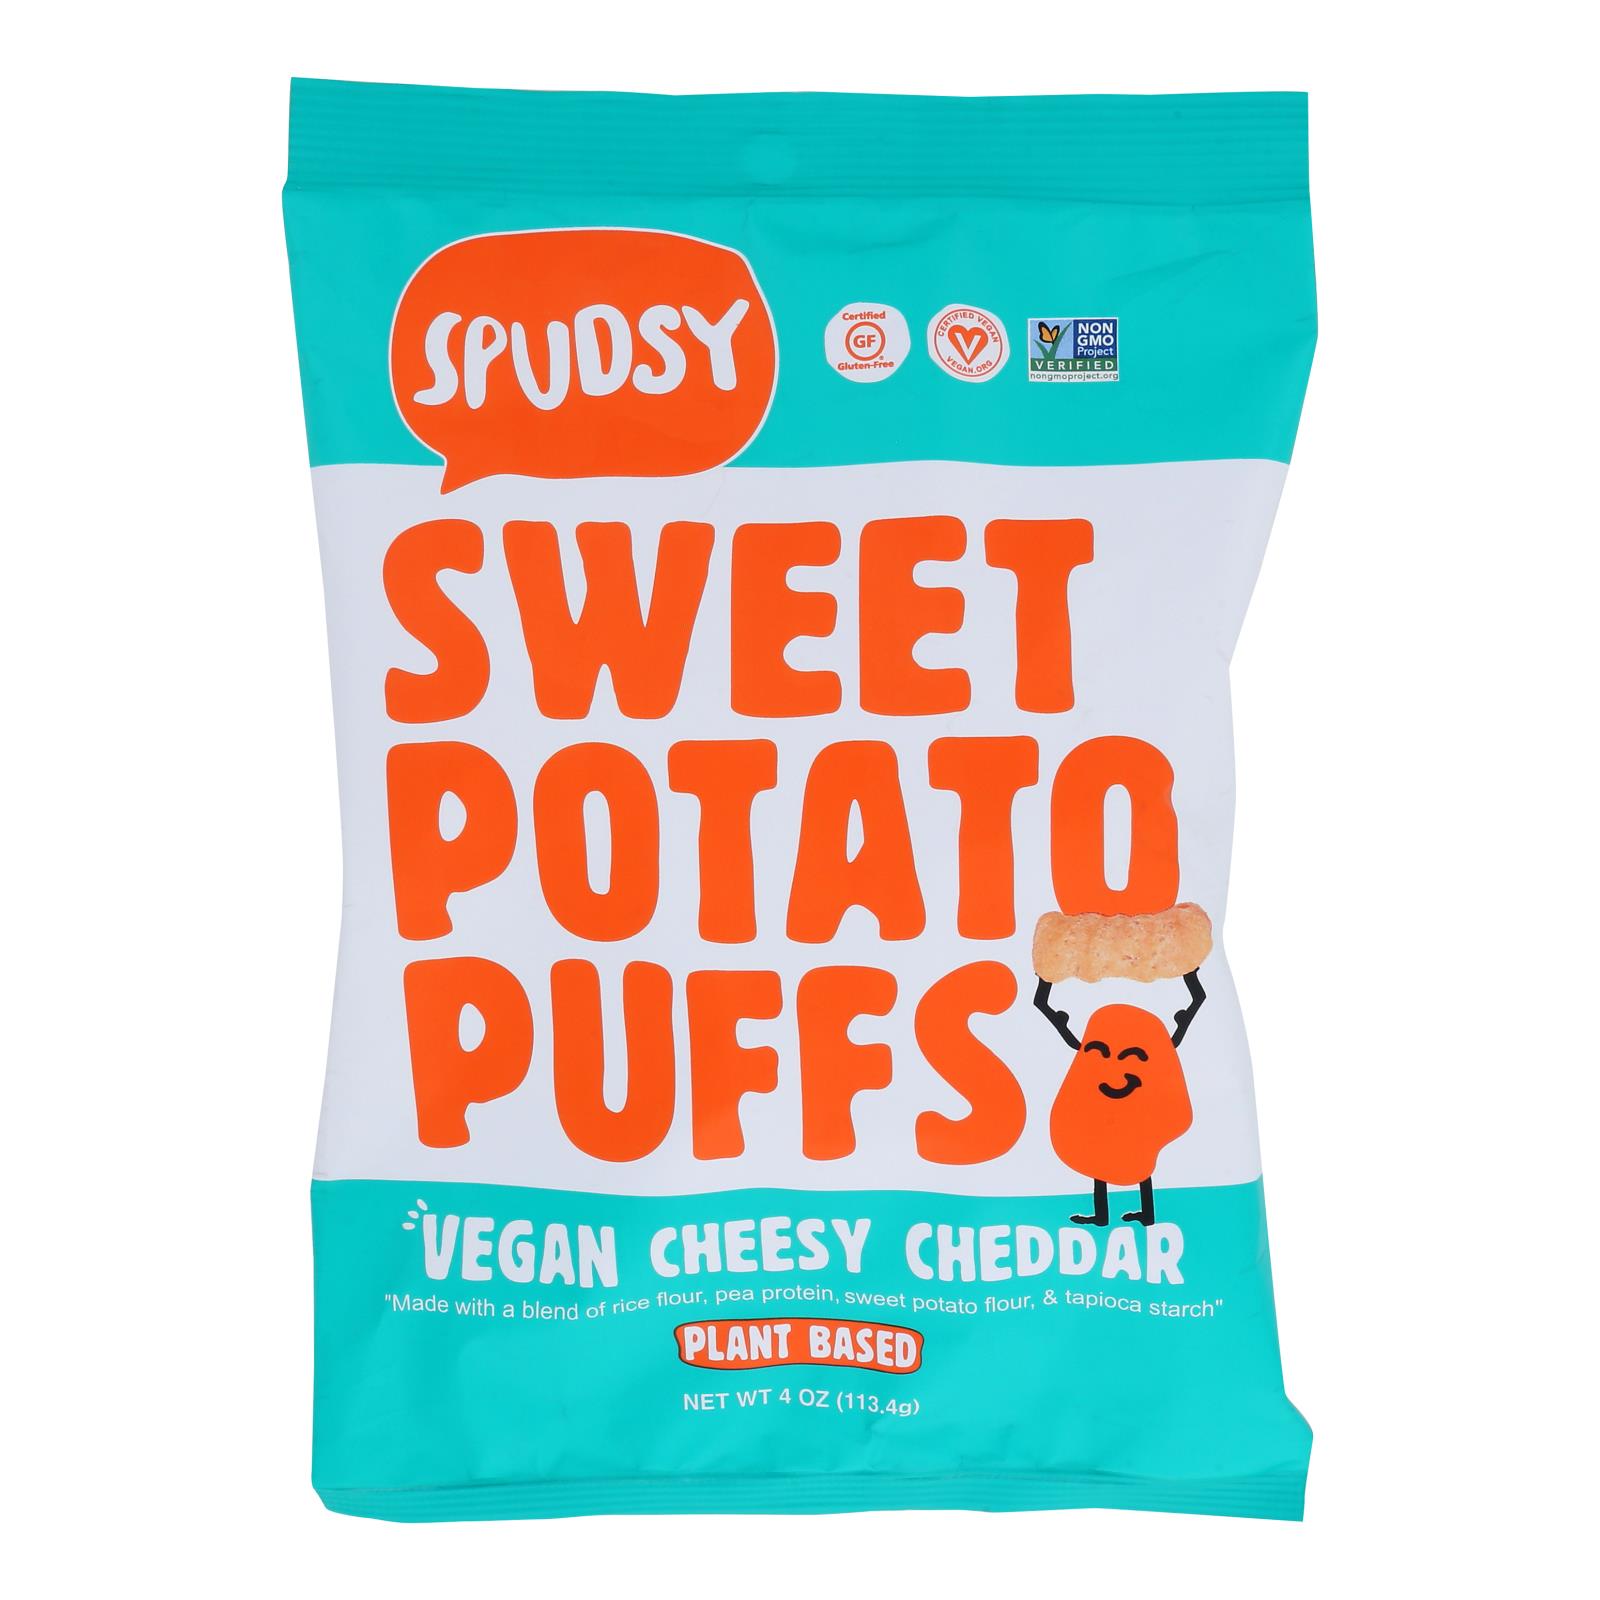 SPUDSY
Certified
GF
Gluten-Free
CERTIFIED VEGAN
V
VEGAN.ORG
NON
GMO
Project
VERIFIED
nongmoproject.org
SWEET
POTATO
PUFFS
VEGAN CHEESY CHEDDAR
"Made with a blend of rice flour, pea protein, sweet potato flour, & tapioca starch"
PLANT BASED
NET WT 4 OZ (113.4g)